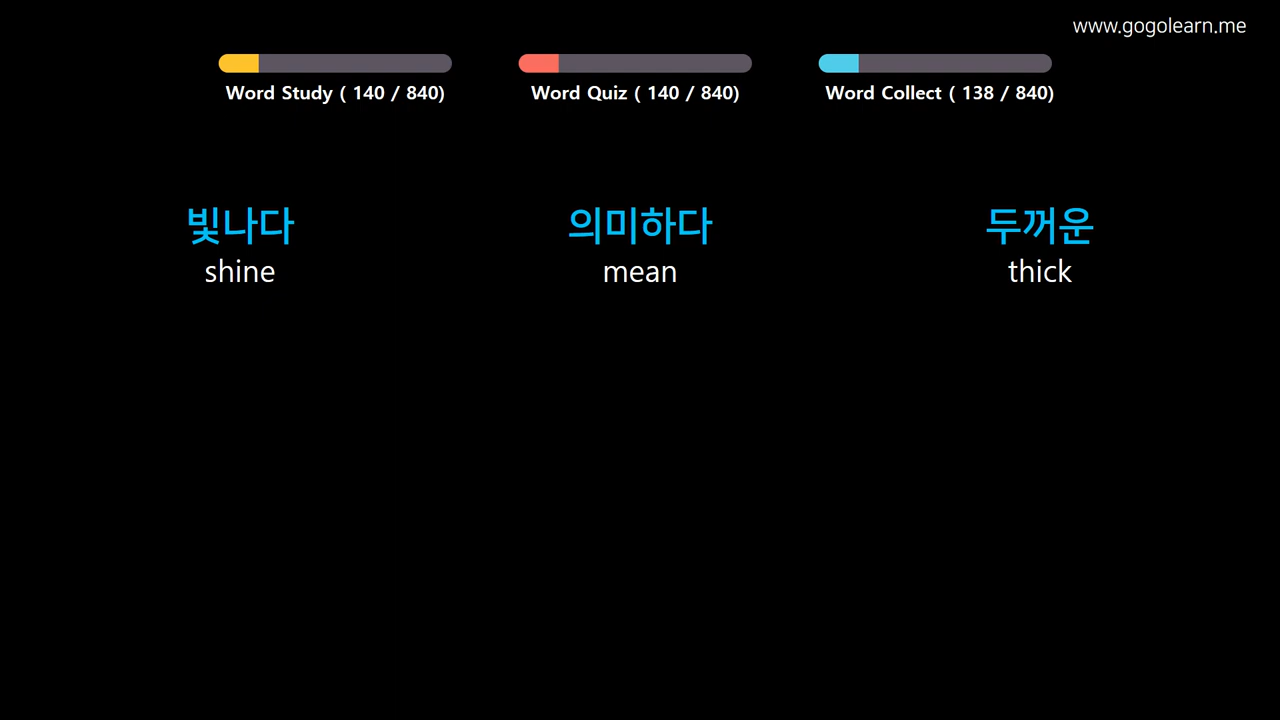 www.gogolearn.me
Word Study ( 140 / 840)
Word Quiz ( 140 / 840)
Word Collect ( 138 / 840)
빛나다
shine
의미하다
mean
두꺼운
thick